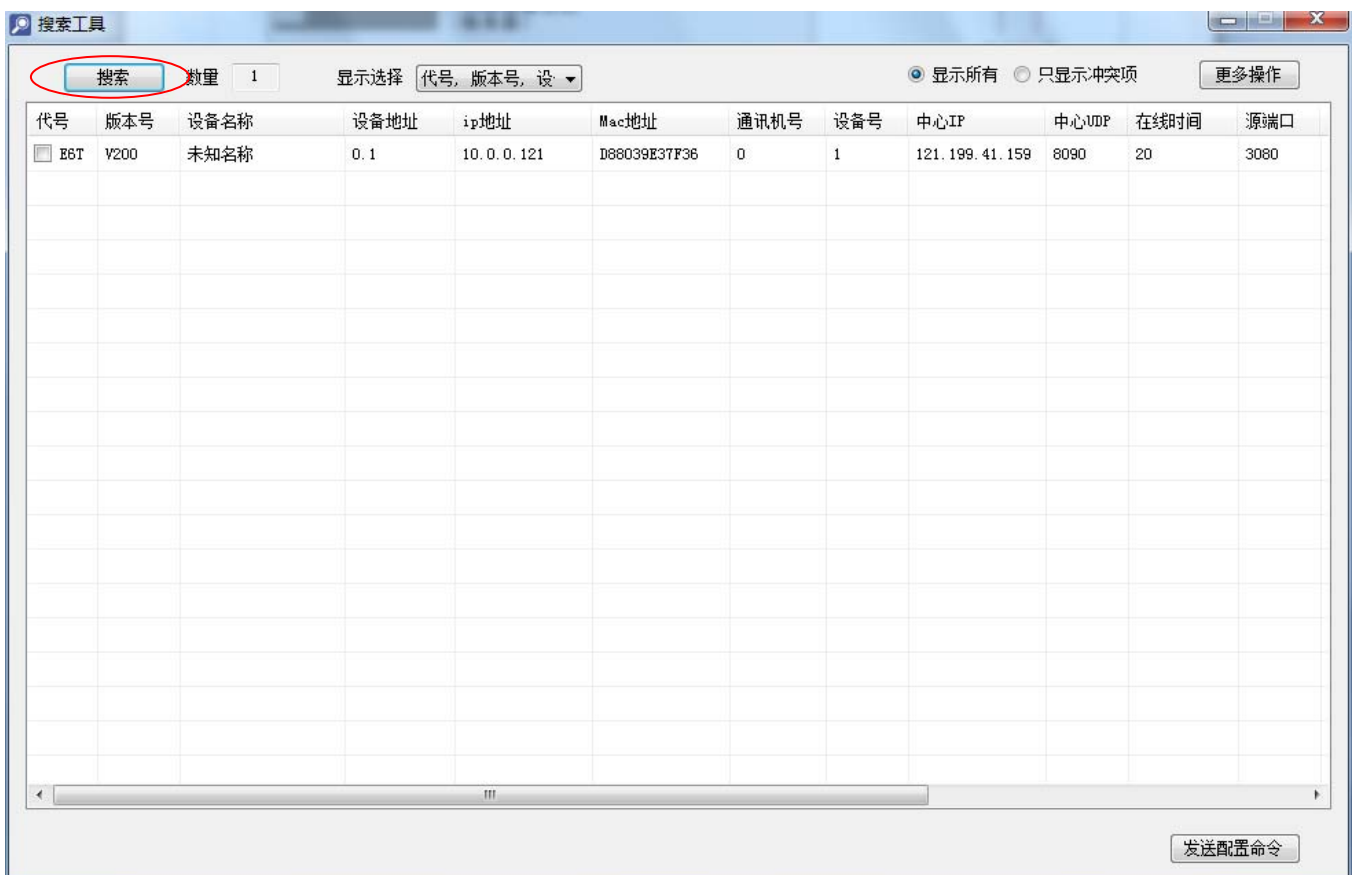 搜索工具
搜索 数量 1 显示选择 代号, 版本号, 设 显示所有 只显示冲突项 更多操作
代号 版本号 设备名称 设备地址 ip地址 Mac地址 通讯机号 设备号 中心IP 中心UDP 在线时间 源端口
E6T V200 未知名称 0.1 10.0.0.121 D88039E37F36 0 1 121.199.41.159 8090 20 3080
发送配置命令